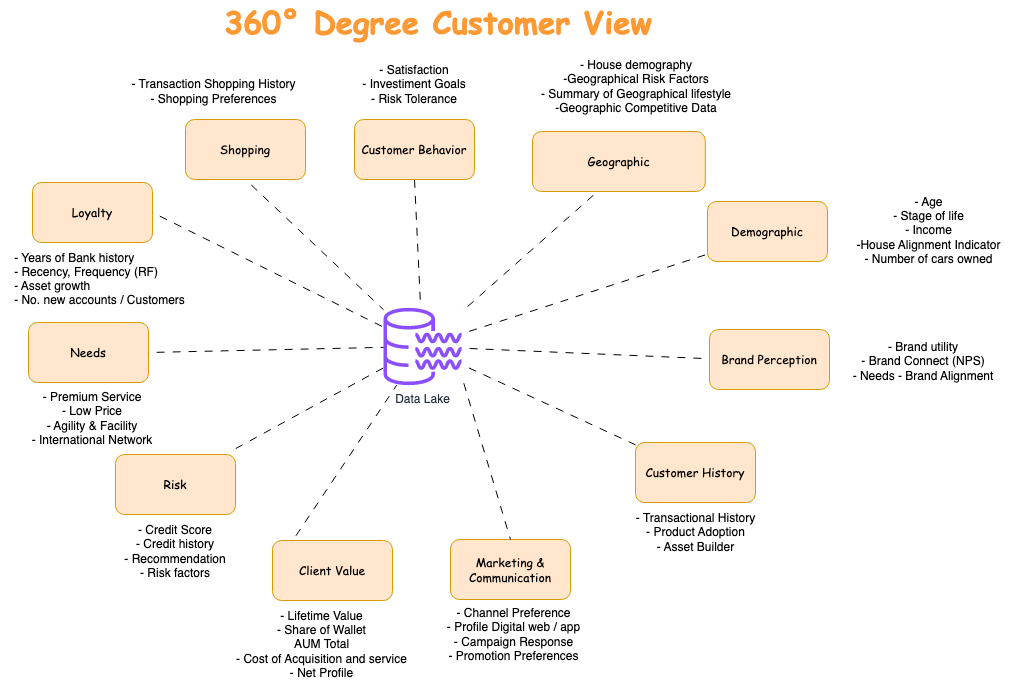 360° Degree Customer View
- Transaction Shopping History
- Shopping Preferences
Shopping
- Satisfaction
- Investiment Goals
- Risk Tolerance
Customer Behavior
- House demography
-Geographical Risk Factors
- Summary of Geographical lifestyle
-Geographic Competitive Data
Geographic
Loyalty
- Years of Bank history
- Recency, Frequency (RF)
- Asset growth
- No. new accounts / Customers
Demographic
- Age
- Stage of life
- Income
-House Alignment Indicator
- Number of cars owned
Needs
- Premium Service
- Low Price
- Agility & Facility
- International Network
Data Lake
Brand Perception
- Brand utility
- Brand Connect (NPS)
- Needs - Brand Alignment
Risk
- Credit Score
- Credit history
- Recommendation
- Risk factors
Customer History
- Transactional History
- Product Adoption
- Asset Builder
Client Value
- Lifetime Value
- Share of Wallet
AUM Total
- Cost of Acquisition and service
- Net Profile
Marketing &
Communication
- Channel Preference
- Profile Digital web / app
- Campaign Response
- Promotion Preferences